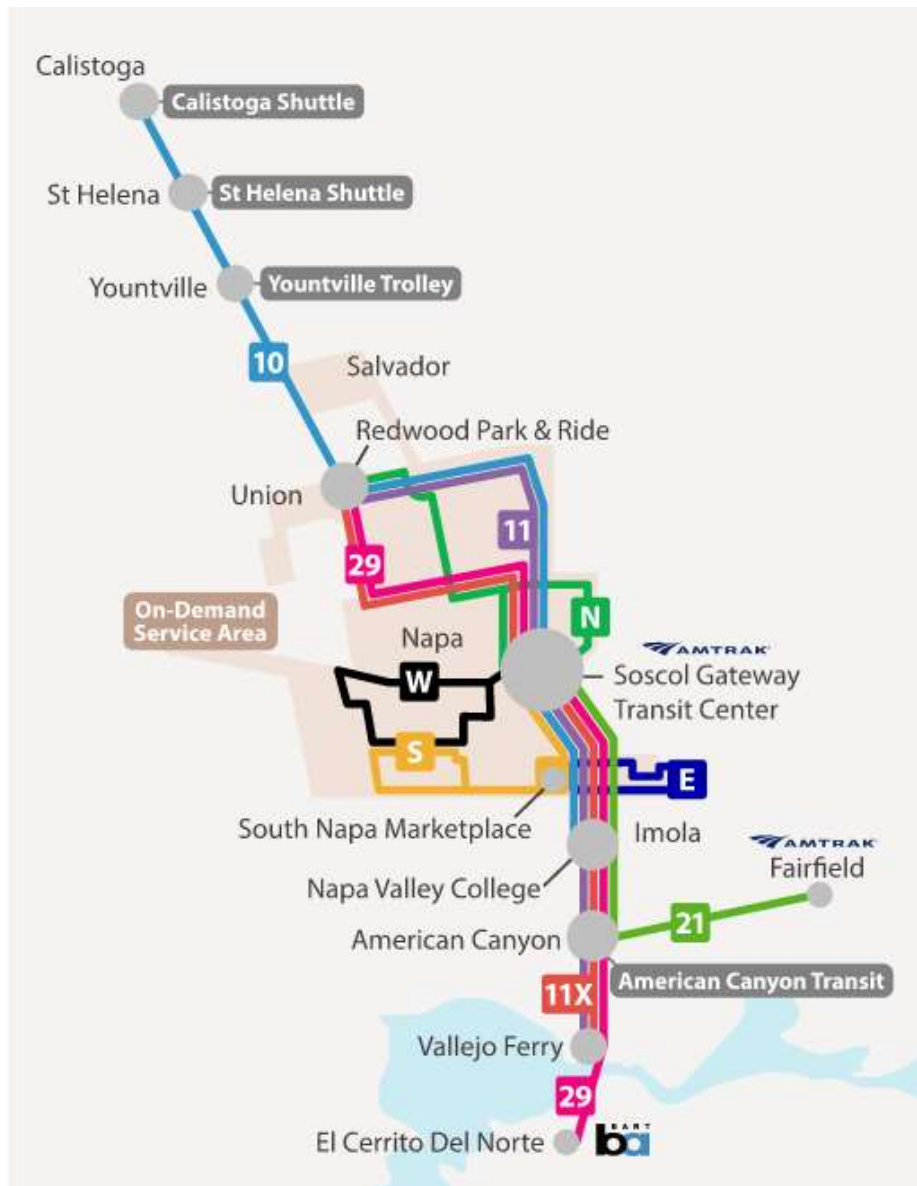 Calistoga
Calistoga Shuttle
St Helena
St Helena Shuttle
Yountville
Yountville Trolley
10
Salvador
Redwood Park & Ride
Union
11
29
On-Demand
Service Area
N
Napa
AMTRAK
W
Soscol Gateway
Transit Center
S
E
South Napa Marketplace
Imola
AMTRAK
Fairfield
Napa Valley College
21
American Canyon
American Canyon Transit
11X
Vallejo Ferry
29
El Cerrito Del Norte
BART
ba